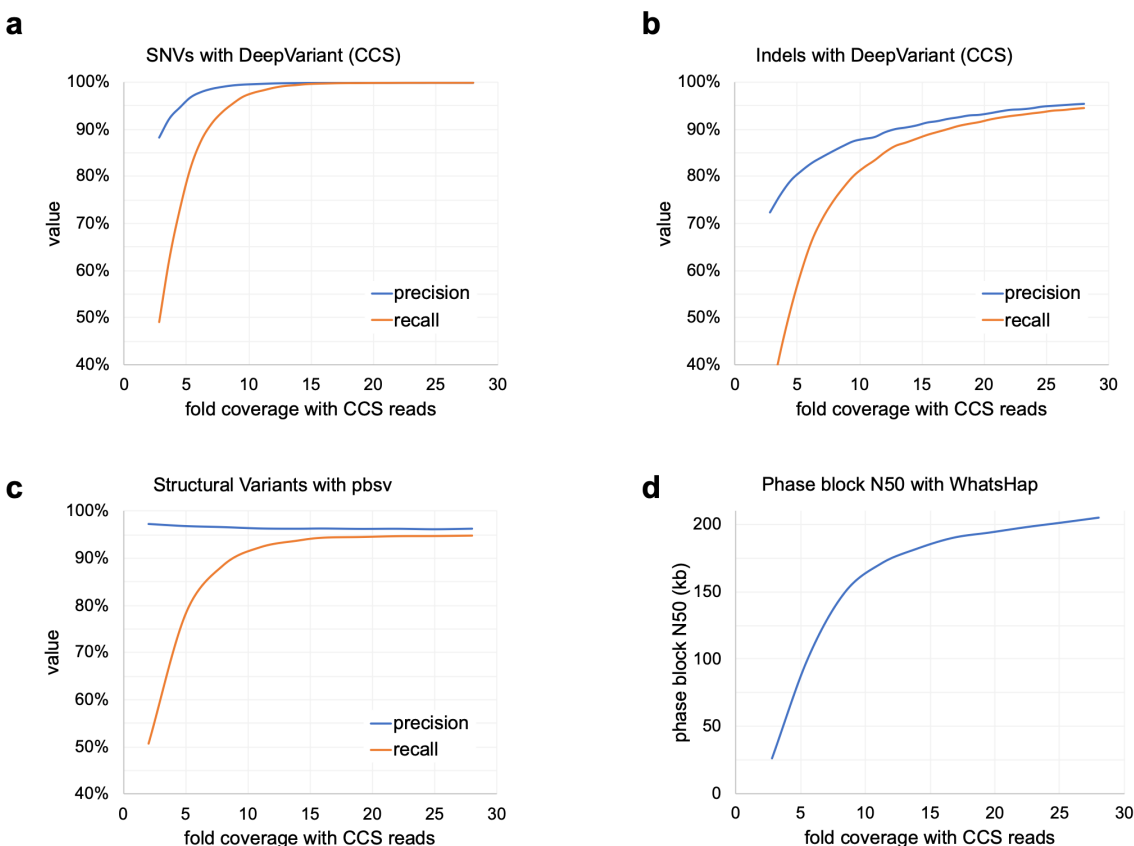 a
SNVs with DeepVariant (CCS)
100%
90%
80%
70%
60%
50%
40%
value
precision
recall
0 5 10 15 20 25 30
fold coverage with CCS reads
b
Indels with DeepVariant (CCS)
100%
90%
80%
70%
60%
50%
40%
value
precision
recall
0 5 10 15 20 25 30
fold coverage with CCS reads
c
Structural Variants with pbsv
100%
90%
80%
70%
60%
50%
40%
value
precision
recall
0 5 10 15 20 25 30
fold coverage with CCS reads
d
Phase block N50 with WhatsHap
200
150
100
50
0
phase block N50 (kb)
0 5 10 15 20 25 30
fold coverage with CCS reads